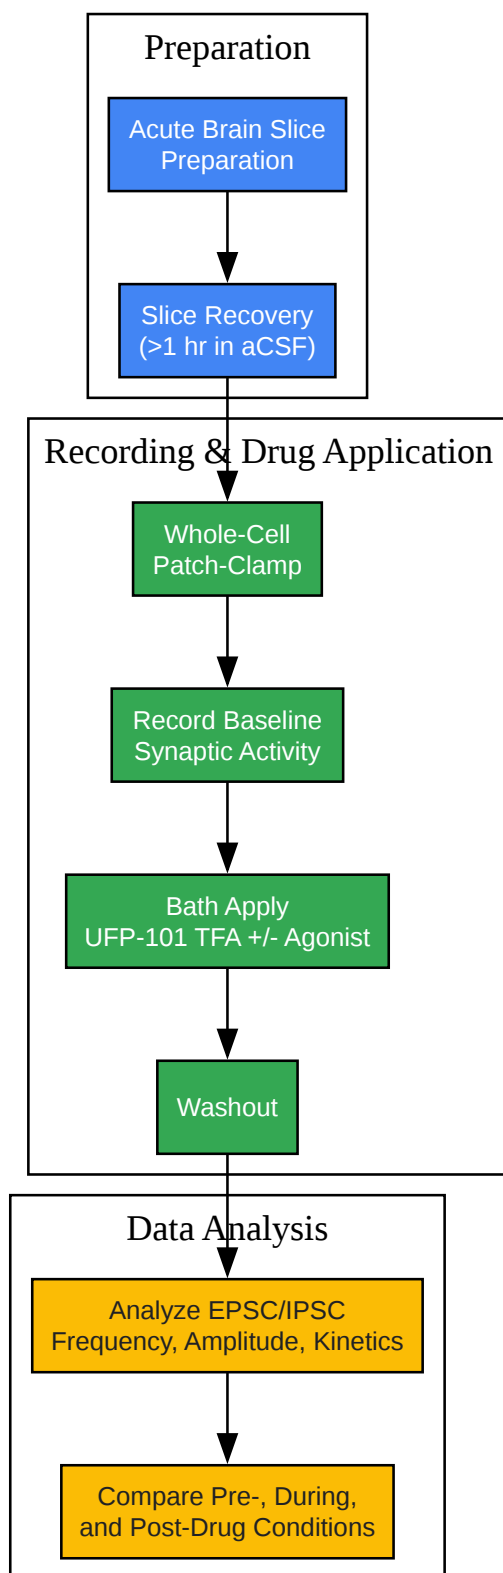 Preparation
Acute Brain Slice
Preparation
Slice Recovery
(>1 hr in aCSF)
Recording & Drug Application
Whole-Cell
Patch-Clamp
Record Baseline
Synaptic Activity
Bath Apply
UFP-101 TFA +/- Agonist
Washout
Data Analysis
Analyze EPSC/IPSC
Frequency, Amplitude, Kinetics
Compare Pre-, During,
and Post-Drug Conditions